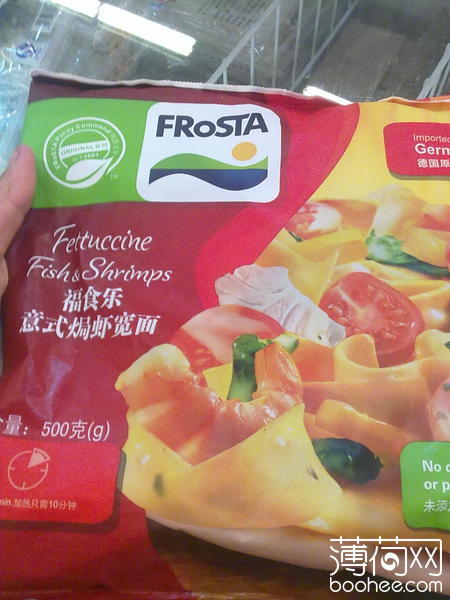 FRoSTA
ORIGINAL
Imported
Germ
德国原
Fettuccine
Fish & Shrimps
福食乐
意式焗虾宽面
量： 500克(g)
min.加热只需10分钟
No c
or p
未添
薄荷网
boohee.com